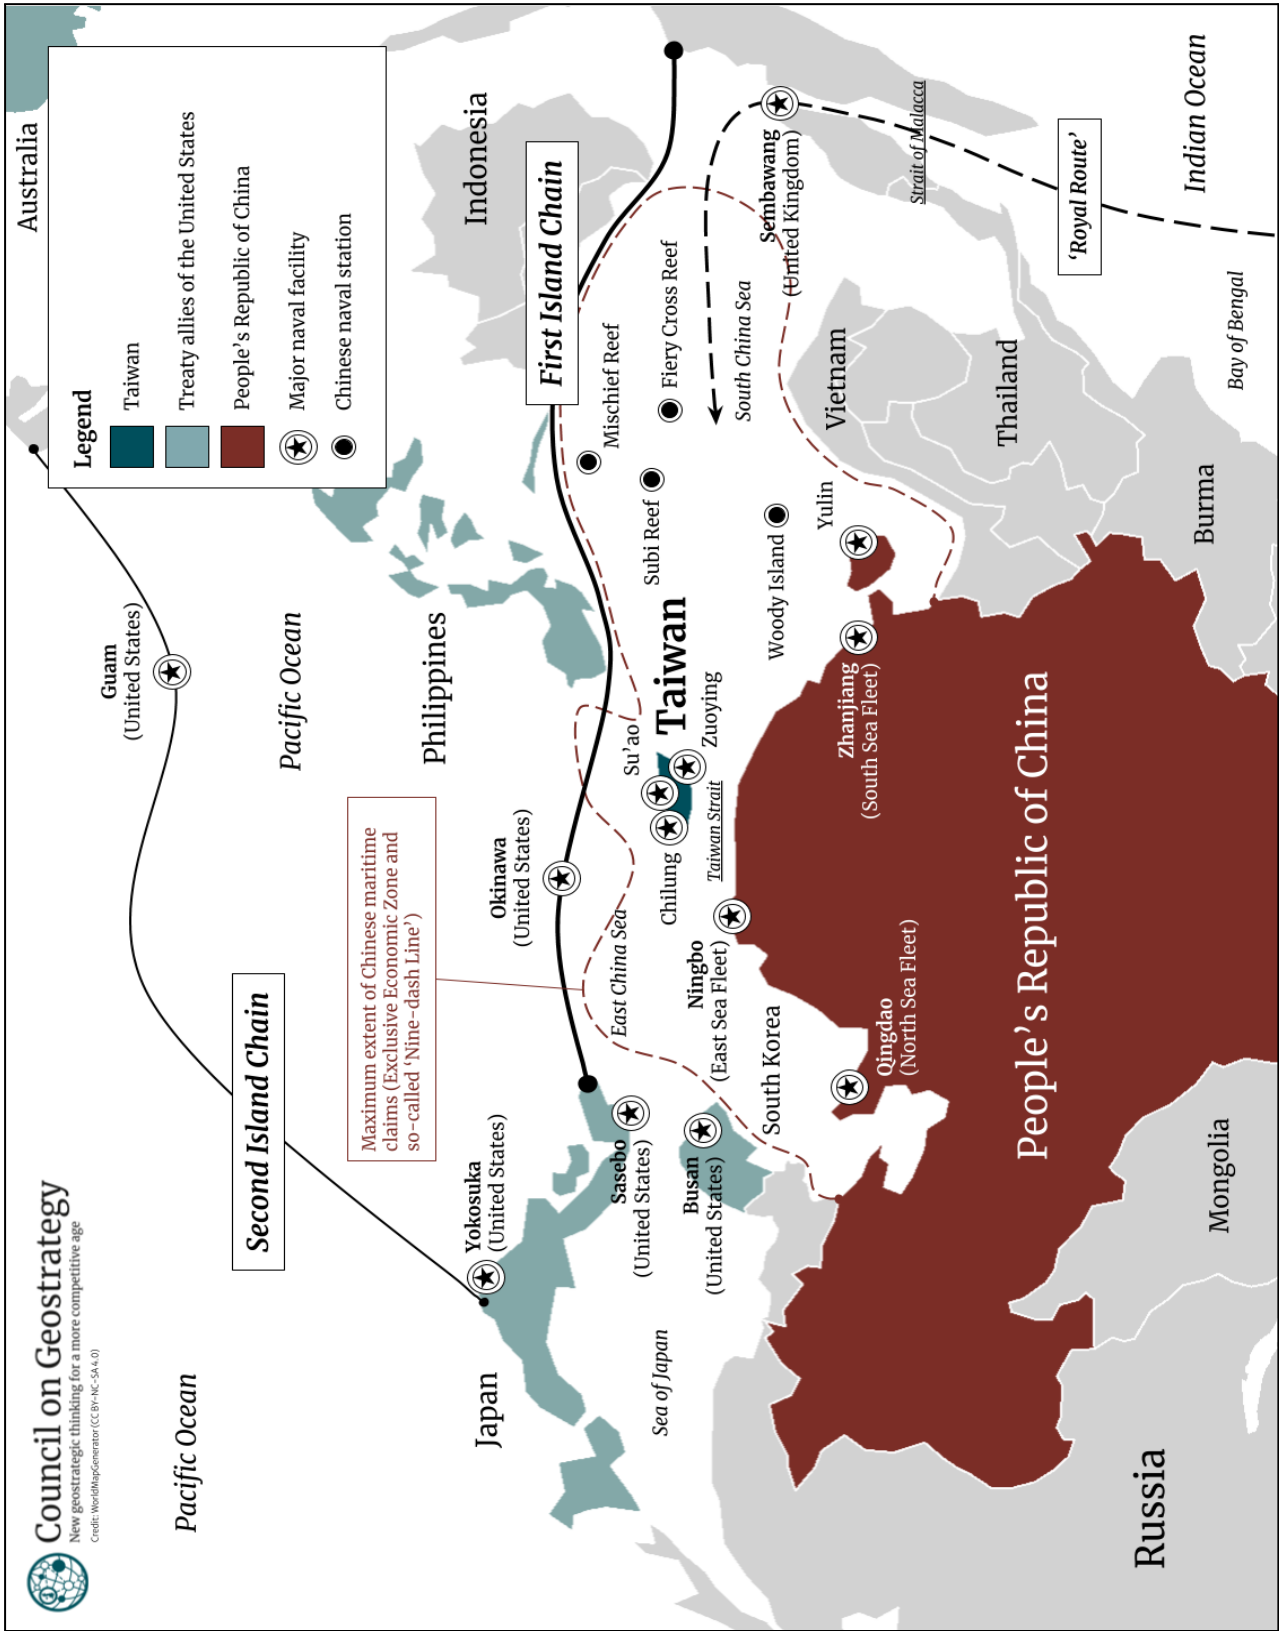 Council on Geostrategy
New geostrategic thinking for a more competitive age
Credit: WorldMapGenerator (CC BY-NC-SA 4.0)
Legend
Taiwan
Treaty allies of the United States
People's Republic of China
Major naval facility
Chinese naval station
Australia
Guam
(United States)
Pacific Ocean
Pacific Ocean
Second Island Chain
Maximum extent of Chinese maritime
claims (Exclusive Economic Zone and
so-called ‘Nine-dash Line’)
Philippines
Indonesia
First Island Chain
Japan
Yokosuka
(United States)
Okinawa
(United States)
Sasebo
(United States)
Busan
(United States)
Sea of Japan
East China Sea
South Korea
Su’ao
Taiwan
Zuoying
Chilung
Taiwan Strait
Mischief Reef
Subi Reef
Fiery Cross Reef
South China Sea
Woody Island
Sembawang
(United Kingdom)
Strait of Malacca
‘Royal Route’
Indian Ocean
Bay of Bengal
Ningbo
(East Sea Fleet)
Qingdao
(North Sea Fleet)
Zhanjiang
(South Sea Fleet)
Yulin
Vietnam
Thailand
Burma
People’s Republic of China
Mongolia
Russia